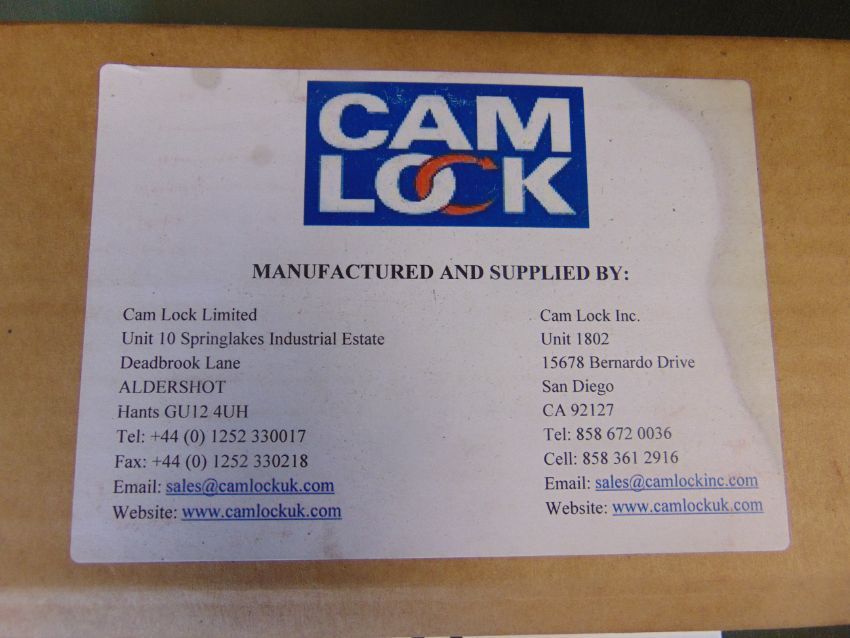 CAM
LOCK
MANUFACTURED AND SUPPLIED BY:
Cam Lock Limited
Unit 10 Springlakes Industrial Estate
Deadbrook Lane
ALDERSHOT
Hants GU12 4UH
Tel: +44 (0) 1252 330017
Fax: +44 (0) 1252 330218
Email: sales@camlockuk.com
Website: www.camlockuk.com
Cam Lock Inc.
Unit 1802
15678 Bernardo Drive
San Diego
CA 92127
Tel: 858 672 0036
Cell: 858 361 2916
Email: sales@camlockinc.com
Website: www.camlockuk.com